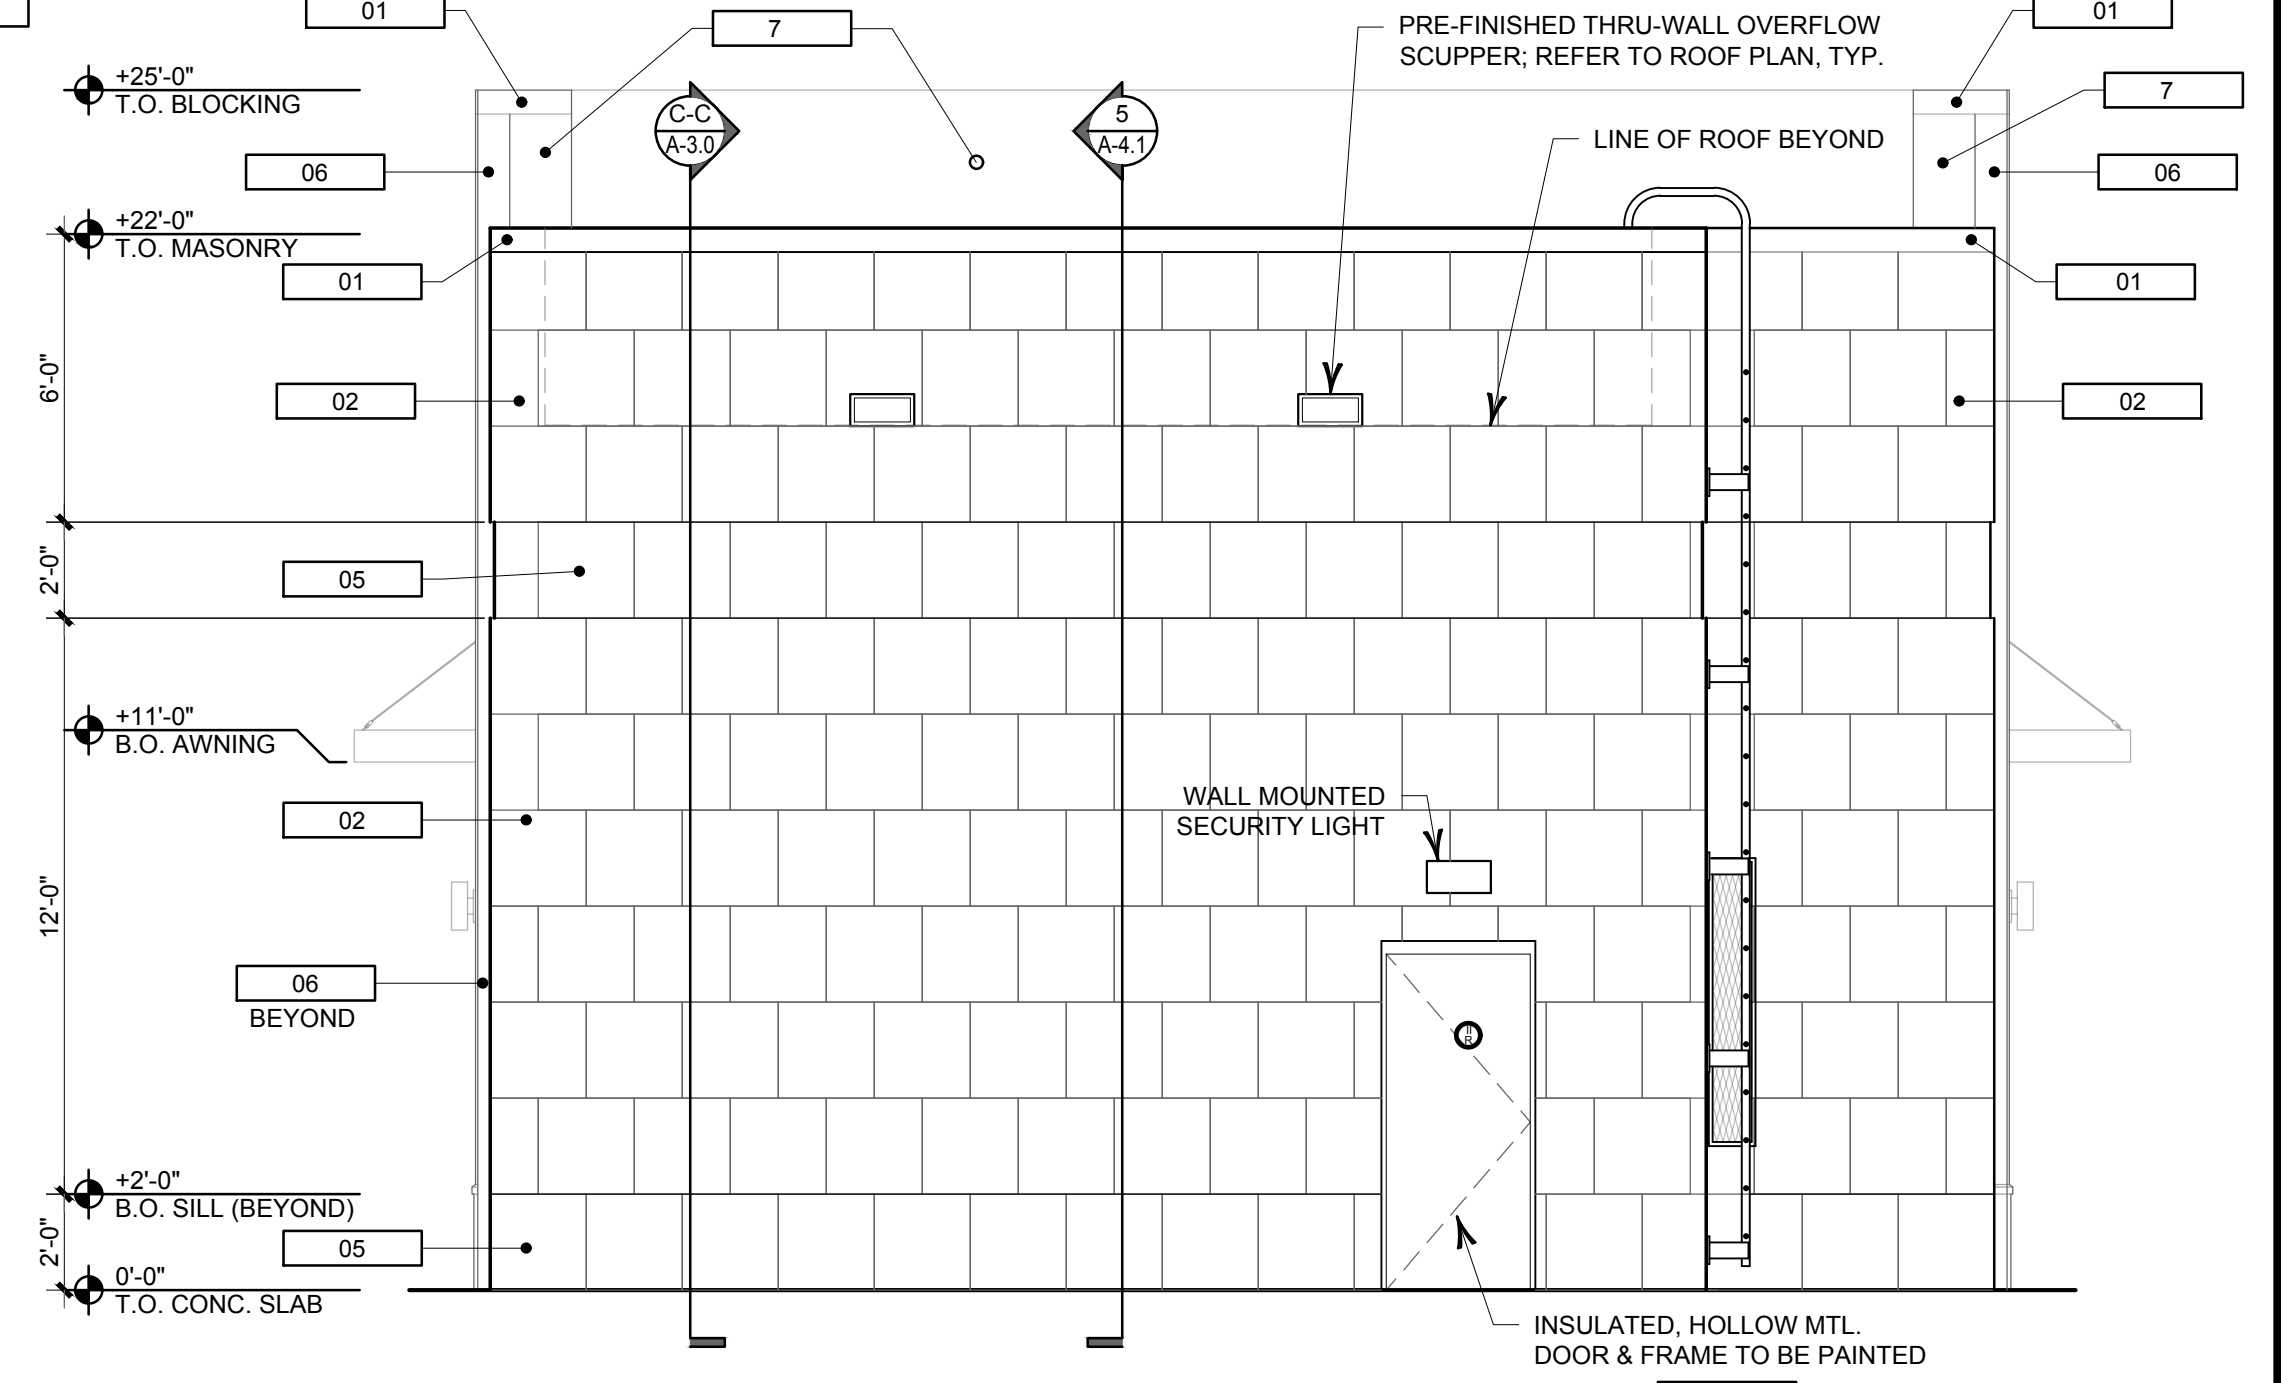 01
7
PRE-FINISHED THRU-WALL OVERFLOW
SCUPPER; REFER TO ROOF PLAN, TYP.
01
+25'-0"
T.O. BLOCKING
C-C
A-3.0
5
A-4.1
7
LINE OF ROOF BEYOND
06
06
+22'-0"
T.O. MASONRY
01
01
6'-0"
02
02
2'-0"
05
+11'-0"
B.O. AWNING
WALL MOUNTED
SECURITY LIGHT
02
12'-0"
06
BEYOND
II
R
+2'-0"
B.O. SILL (BEYOND)
2'-0"
05
0'-0"
T.O. CONC. SLAB
INSULATED, HOLLOW MTL.
DOOR & FRAME TO BE PAINTED